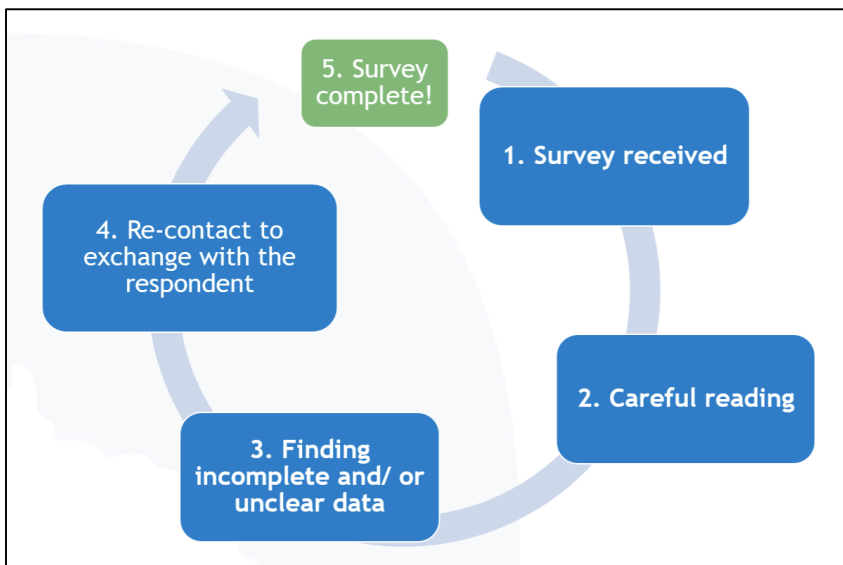 1. Survey received
2. Careful reading
3. Finding
incomplete and/ or
unclear data
4. Re-contact to
exchange with the
respondent
5. Survey
complete!